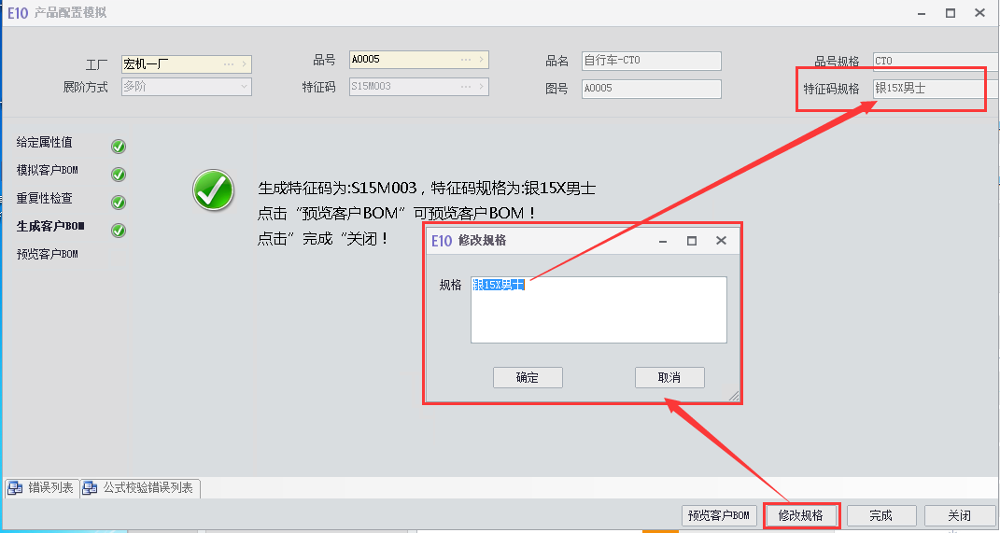 E10 产品配置模拟
工厂 宏机一厂 品号 A0005 品名 自行车-CTO 品号规格 CTO
展阶方式 多阶 特征码 S15M003 图号 A0005 特征码规格 银15X男士
给定属性值
模拟客户BOM
重复性检查
生成客户BOM
预览客户BOM
生成特征码为:S15M003，特征码规格为:银15X男士
点击“预览客户BOM”可预览客户BOM！
点击”完成“关闭！
E10 修改规格
规格 银15X男士
确定 取消
错误列表 公式校验错误列表
预览客户BOM 修改规格 完成 关闭